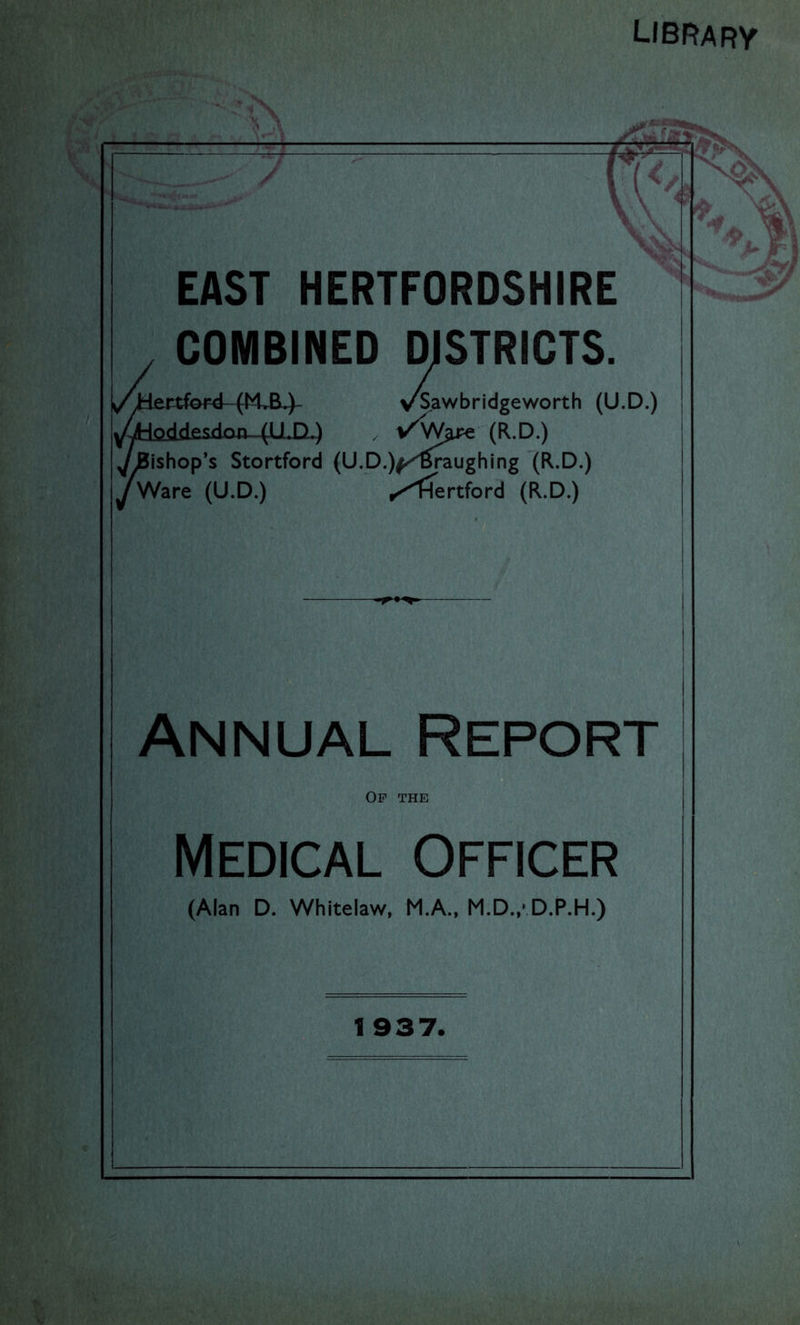 LIBRARY
EAST HERTFORDSHIRE
COMBINED DISTRICTS.
Hertford (M.B.) Sawbridgeworth (U.D.)
Hoddesdon (U.D.) Ware (R.D.)
Bishop's Stortford (U.D.) Braughing (R.D.)
Ware (U.D.) Hertford (R.D.)
ANNUAL REPORT
OF THE
MEDICAL OFFICER
(Alan D. Whitelaw, M.A., M.D., D.P.H.)
1937.